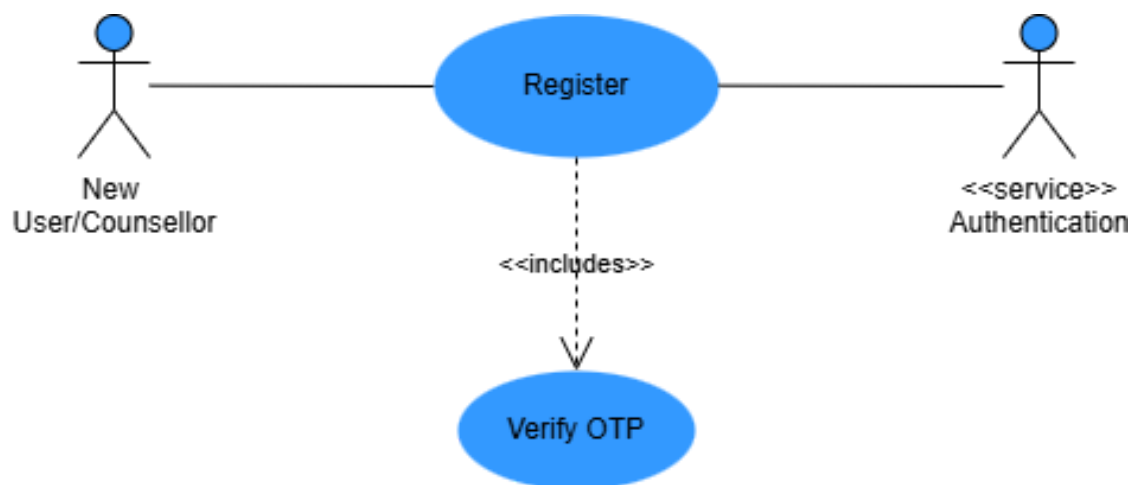 Register
New
User/Counsellor
<<service>>
Authentication
<<includes>>
Verify OTP